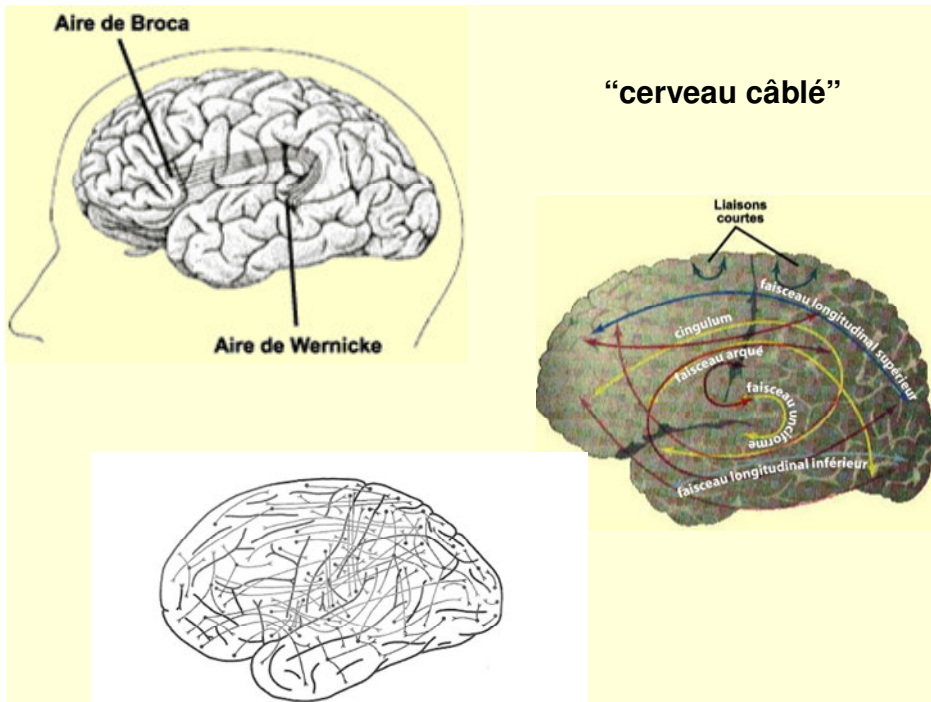 Aire de Broca
“cerveau câblé”
Aire de Wernicke
Liaisons
courtes
faisceau longitudinal supérieur
cingulum
faisceau arqué
faisceau unciforme
faisceau longitudinal inférieur